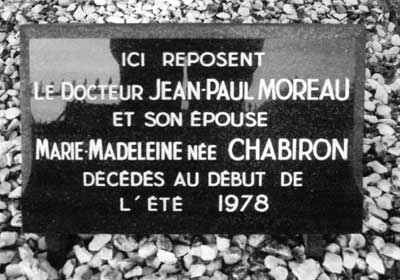 ICI REPOSENT
LE DOCTEUR JEAN-PAUL MOREAU
ET SON ÉPOUSE
MARIE-MADELEINE NÉE CHABIRON
DÉCÉDÉS AU DÉBUT DE
L'ÉTÉ 1978